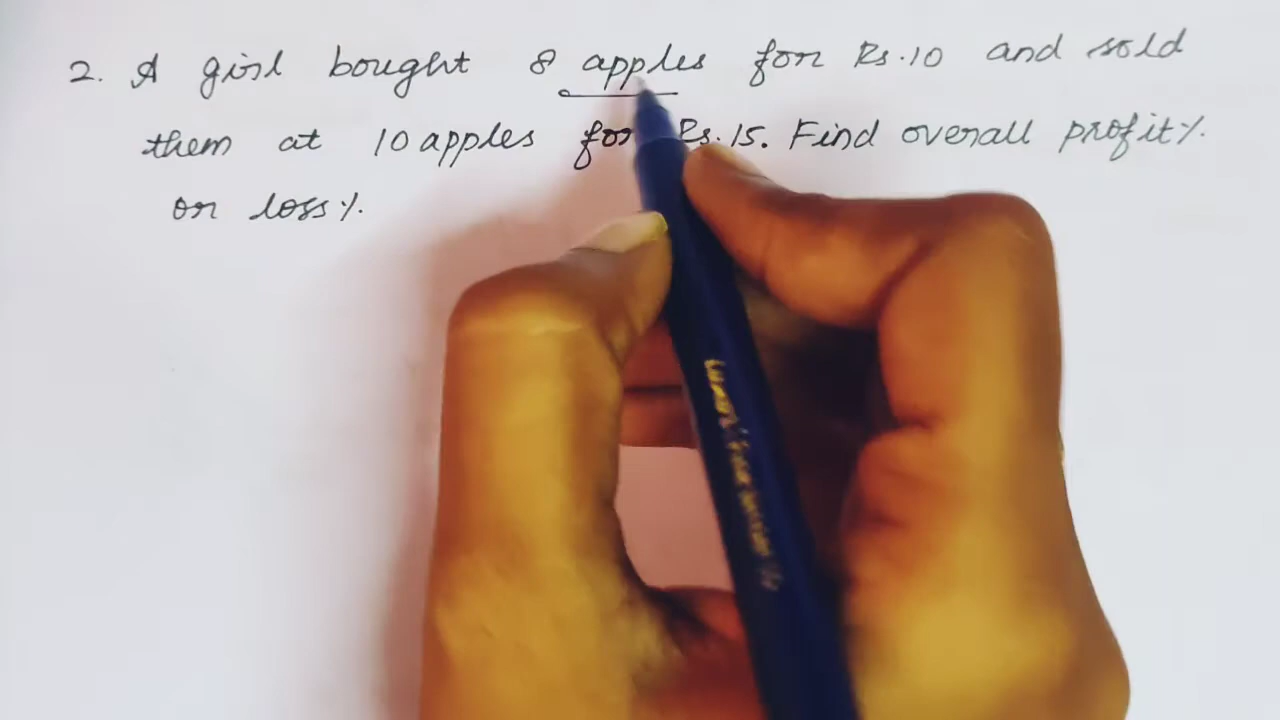 2. A girl bought 8 apples for Rs.10 and sold
them at 10 apples for Rs.15. Find overall profit%
or loss%.